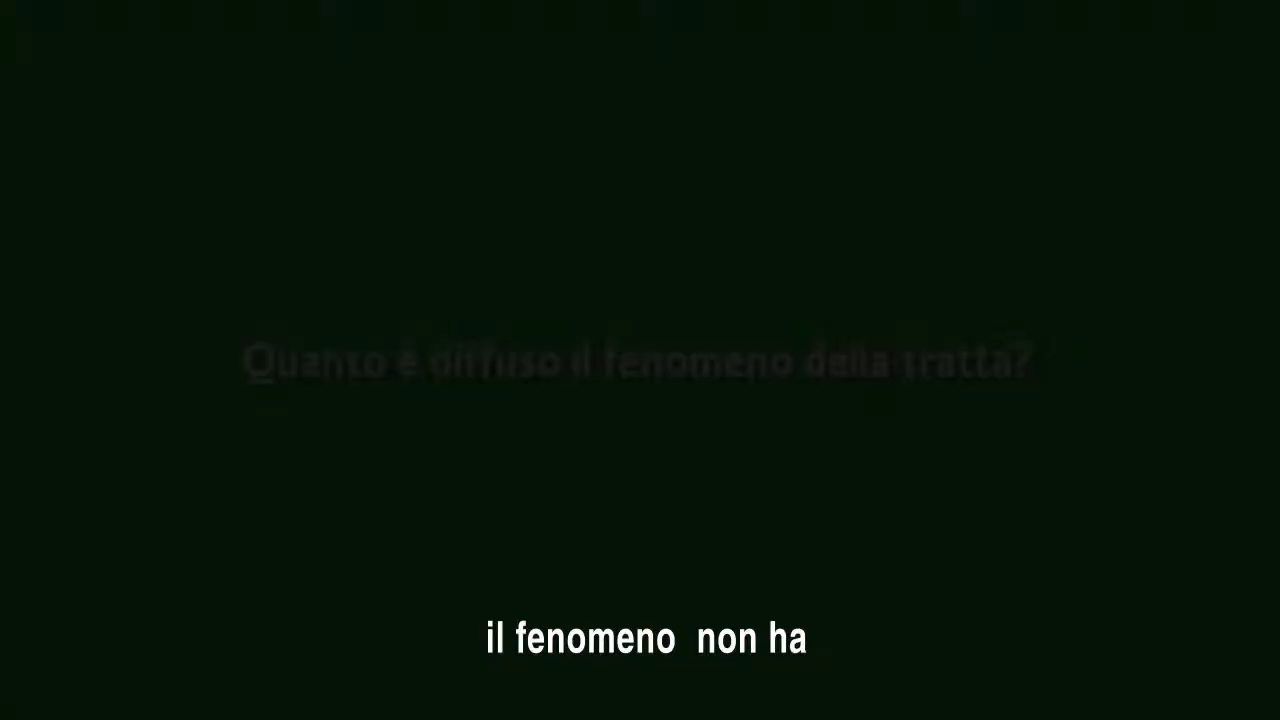 Quanto è diffuso il fenomeno della tratta?
il fenomeno non ha